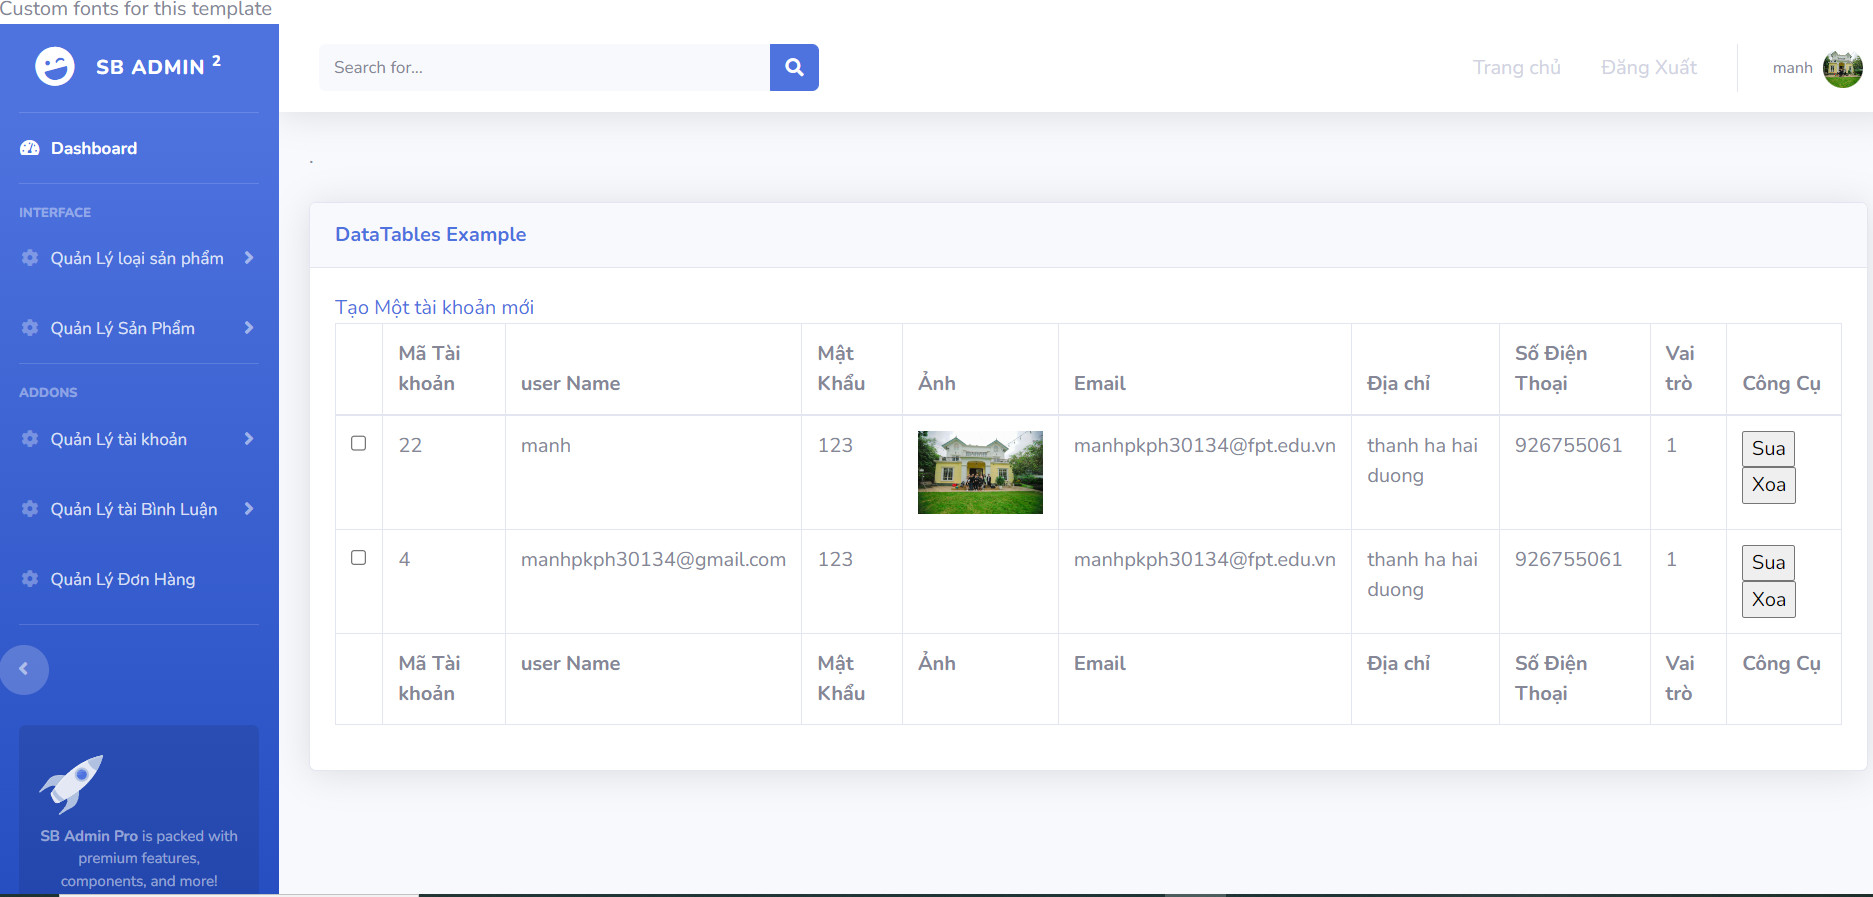 Custom fonts for this template
SB ADMIN 2
Search for...
Trang chủ
Đăng Xuất
manh
Dashboard
.
INTERFACE
Quản Lý loại sản phẩm
Quản Lý Sản Phẩm
ADDONS
Quản Lý tài khoản
Quản Lý tài Bình Luận
Quản Lý Đơn Hàng
SB Admin Pro is packed with
premium features,
components, and more!
DataTables Example
Tạo Một tài khoản mới
Mã Tài khoản user Name Mật Khẩu Ảnh Email Địa chỉ Số Điện Thoại Vai trò Công Cụ
22 manh 123 manhpkph30134@fpt.edu.vn thanh ha hai duong 926755061 1 Sua Xoa
4 manhpkph30134@gmail.com 123 manhpkph30134@fpt.edu.vn thanh ha hai duong 926755061 1 Sua Xoa
Mã Tài khoản user Name Mật Khẩu Ảnh Email Địa chỉ Số Điện Thoại Vai trò Công Cụ